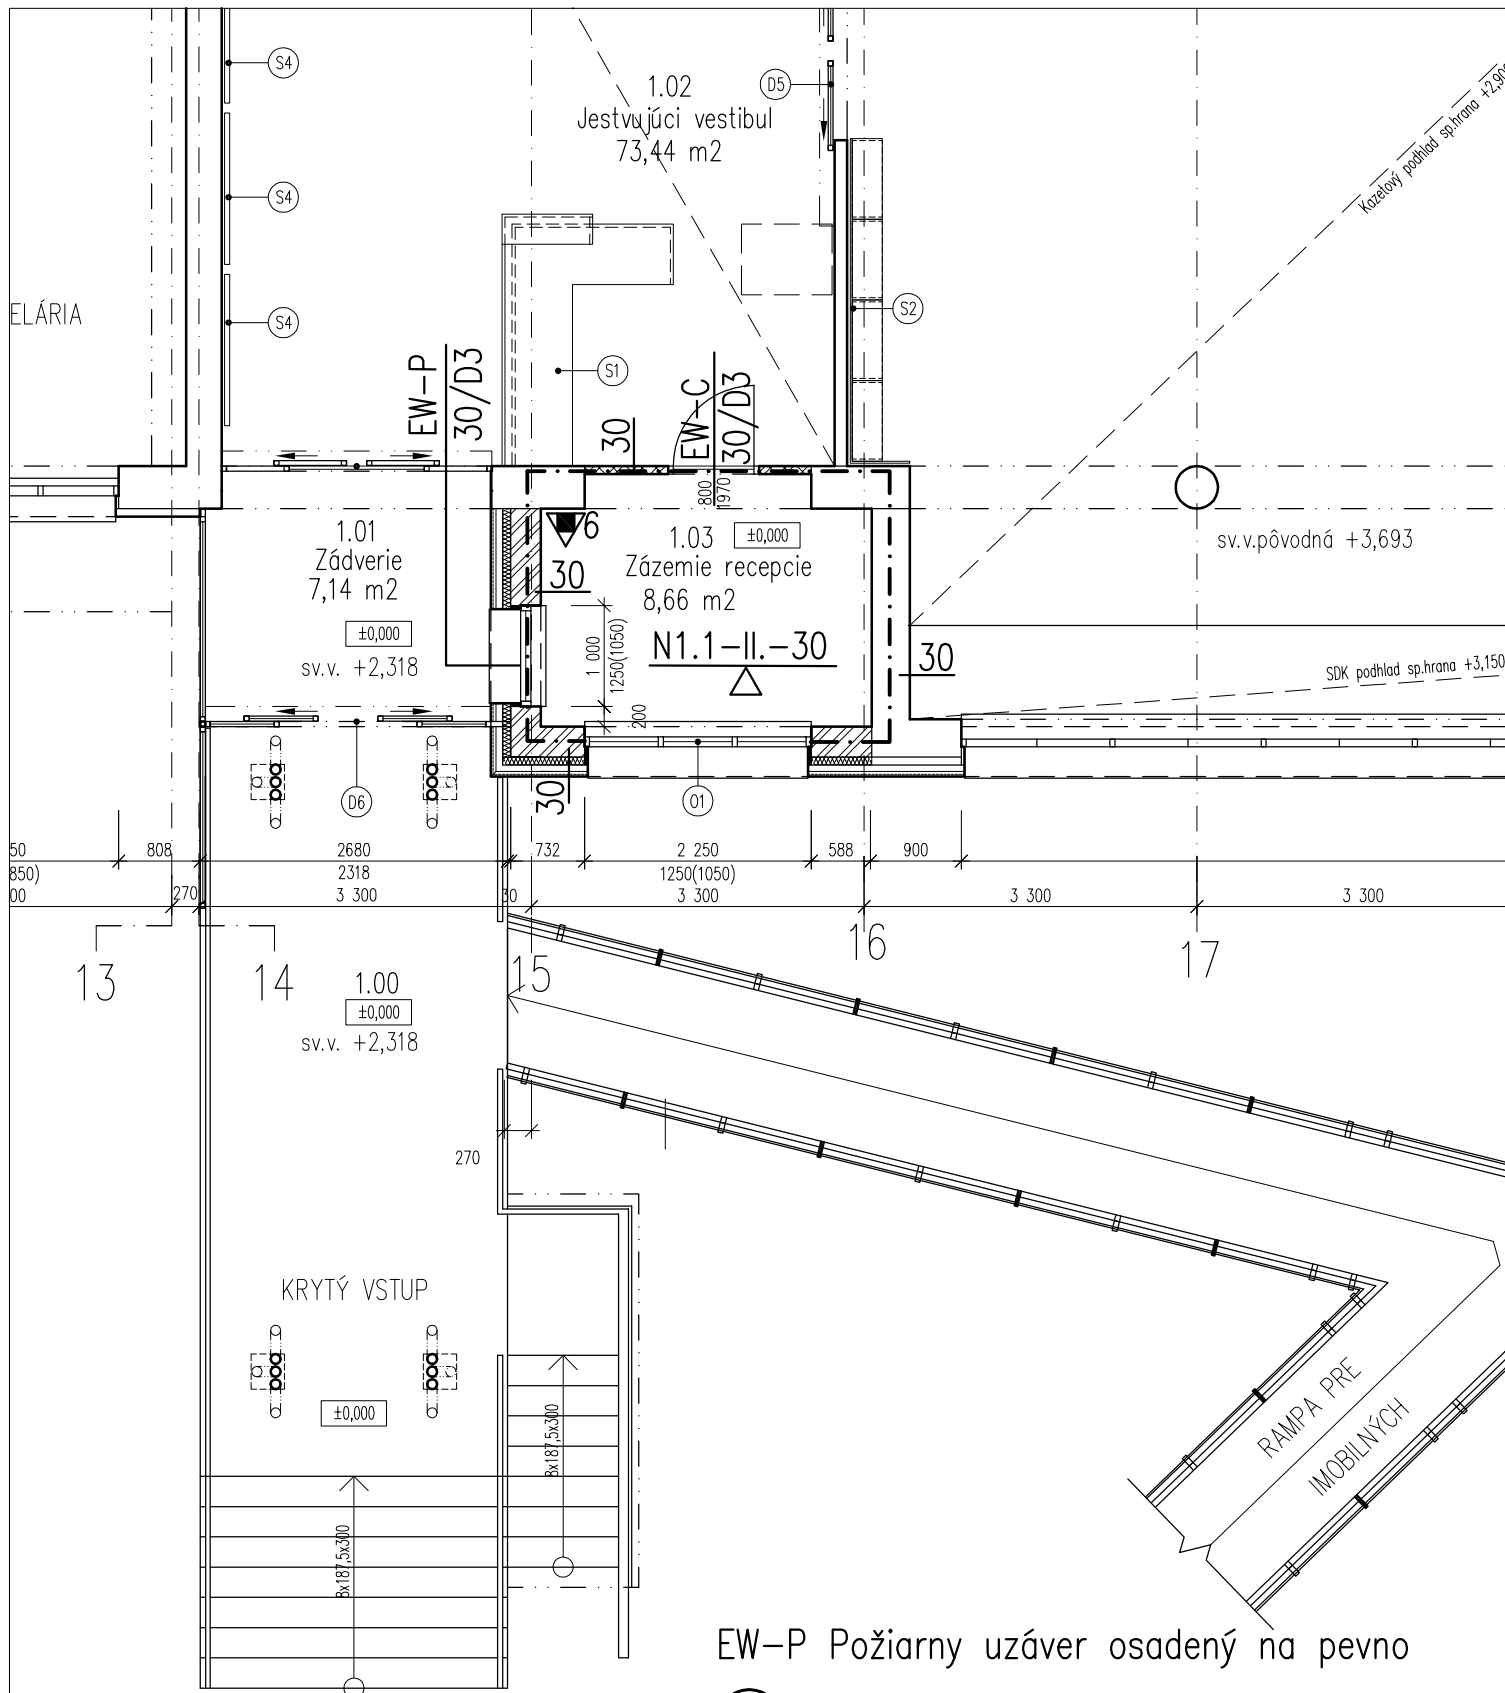 S4
1.02
Jestvujúci vestibul
73,44 m2
D5
Kazetový podhlad sp.hrana +2,90
S4
ELÁRIA
S4
S2
S1
EW-P
30/D3
30
EW-C
30/D3
800
1970
1.01
Zádverie
7,14 m2
±0,000
sv.v. +2,318
6
30
1.03
±0,000
Zázemie recepcie
8,66 m2
sv.v.pôvodná +3,693
1 000
1250(1050)
N1.1-II.-30
30
SDK podhlad sp.hrana +3,150
200
30
D6
O1
50
808
2680
732
2 250
588
900
850)
2318
1250(1050)
00
270
3 300
30
3 300
3 300
3 300
13
14
15
16
17
1.00
±0,000
sv.v. +2,318
270
KRYTÝ VSTUP
±0,000
8x187,5x300
8x187,5x300
RAMPA PRE
IMOBILNÝCH
EW-P Požiarny uzáver osadený na pevno